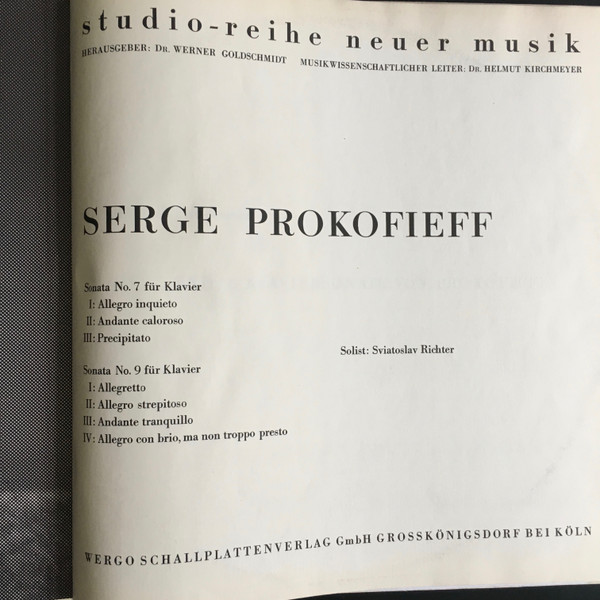 studio-reihe neuer musik
HERAUSGEBER: DR. WERNER GOLDSCHMIDT MUSIKWISSENSCHAFTLICHER LEITER: DR. HELMUT KIRCHMEYER
SERGE PROKOFIEFF
Sonata No. 7 für Klavier
I: Allegro inquieto
II: Andante caloroso
III: Precipitato
Solist: Sviatoslav Richter
Sonata No. 9 für Klavier
I: Allegretto
II: Allegro strepitoso
III: Andante tranquillo
IV: Allegro con brio, ma non troppo presto
WERGO SCHALLPLATTENVERLAG GmbH GROSSKÖNIGSDORF BEI KÖLN